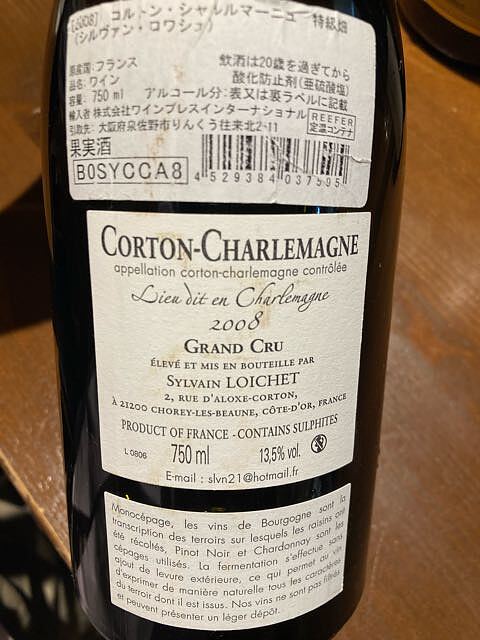 [2008] コルトン・シャルルマーニュ 特級畑
(シルヴァン・ロワシェ)
原産国: フランス
品名: ワイン
容量: 750 ml
飲酒は20歳を過ぎてから
酸化防止剤(亜硫酸塩)
アルコール分: 表又は裏ラベルに記載
輸入者 株式会社ワインプレスインターナショナル
引取先: 大阪府泉佐野市りんくう往来北2-11
REEFER
定温コンテナ
果実酒
B0SYCCA8
4 529384 037595
CORTON-CHARLEMAGNE
appellation corton-charlemagne contrôlée
Lieu dit en Charlemagne
2008
GRAND CRU
ÉLEVÉ ET MIS EN BOUTEILLE PAR
SYLVAIN LOICHET
2, RUE D'ALOXE-CORTON,
À 21200 CHOREY-LES-BEAUNE, CÔTE-D'OR, FRANCE
PRODUCT OF FRANCE - CONTAINS SULPHITES
L 0806 750 ml 13,5% vol.
E-mail : slvn21@hotmail.fr
Monocépage, les vins de Bourgogne sont la
transcription des terroirs sur lesquels les raisins ont
été récoltés, Pinot Noir et Chardonnay sont les
cépages utilisés. La fermentation s'effectue sans
ajout de levure extérieure, ce qui permet au vin
d'exprimer de manière naturelle tous les caractères
du terroir dont il est issus. Nos vins ne sont pas filtrés
et peuvent présenter un léger dépôt.